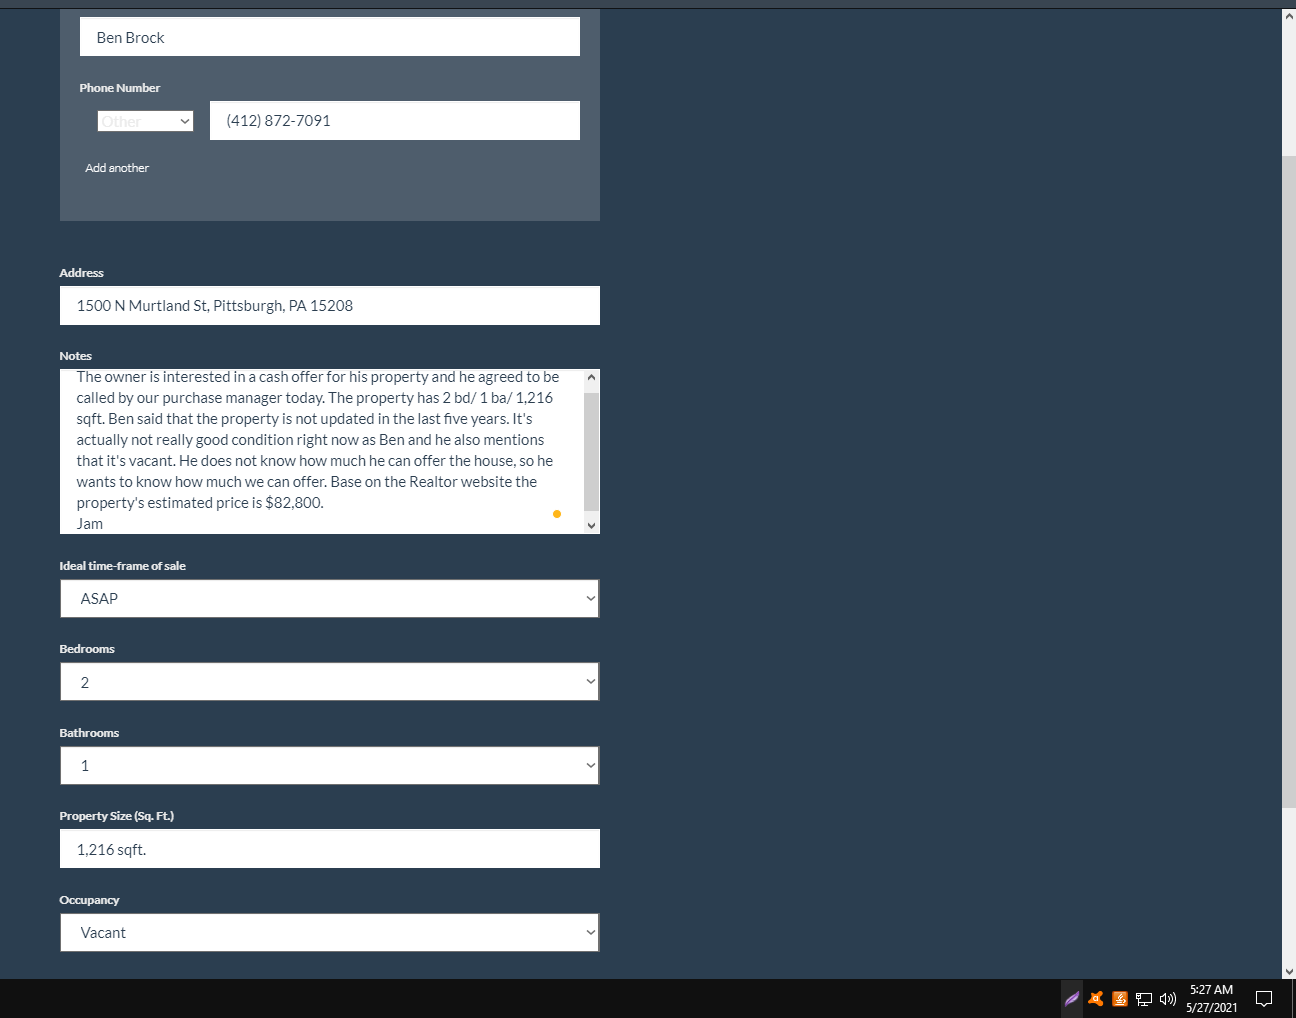 Ben Brock
Phone Number
Other
(412) 872-7091
Add another
Address
1500 N Murtland St, Pittsburgh, PA 15208
Notes
The owner is interested in a cash offer for his property and he agreed to be
called by our purchase manager today. The property has 2 bd/ 1 ba/ 1,216
sqft. Ben said that the property is not updated in the last five years. It's
actually not really good condition right now as Ben and he also mentions
that it's vacant. He does not know how much he can offer the house, so he
wants to know how much we can offer. Base on the Realtor website the
property's estimated price is $82,800.
Jam
Ideal time-frame of sale
ASAP
Bedrooms
2
Bathrooms
1
Property Size (Sq. Ft.)
1,216 sqft.
Occupancy
Vacant
5:27 AM
5/27/2021